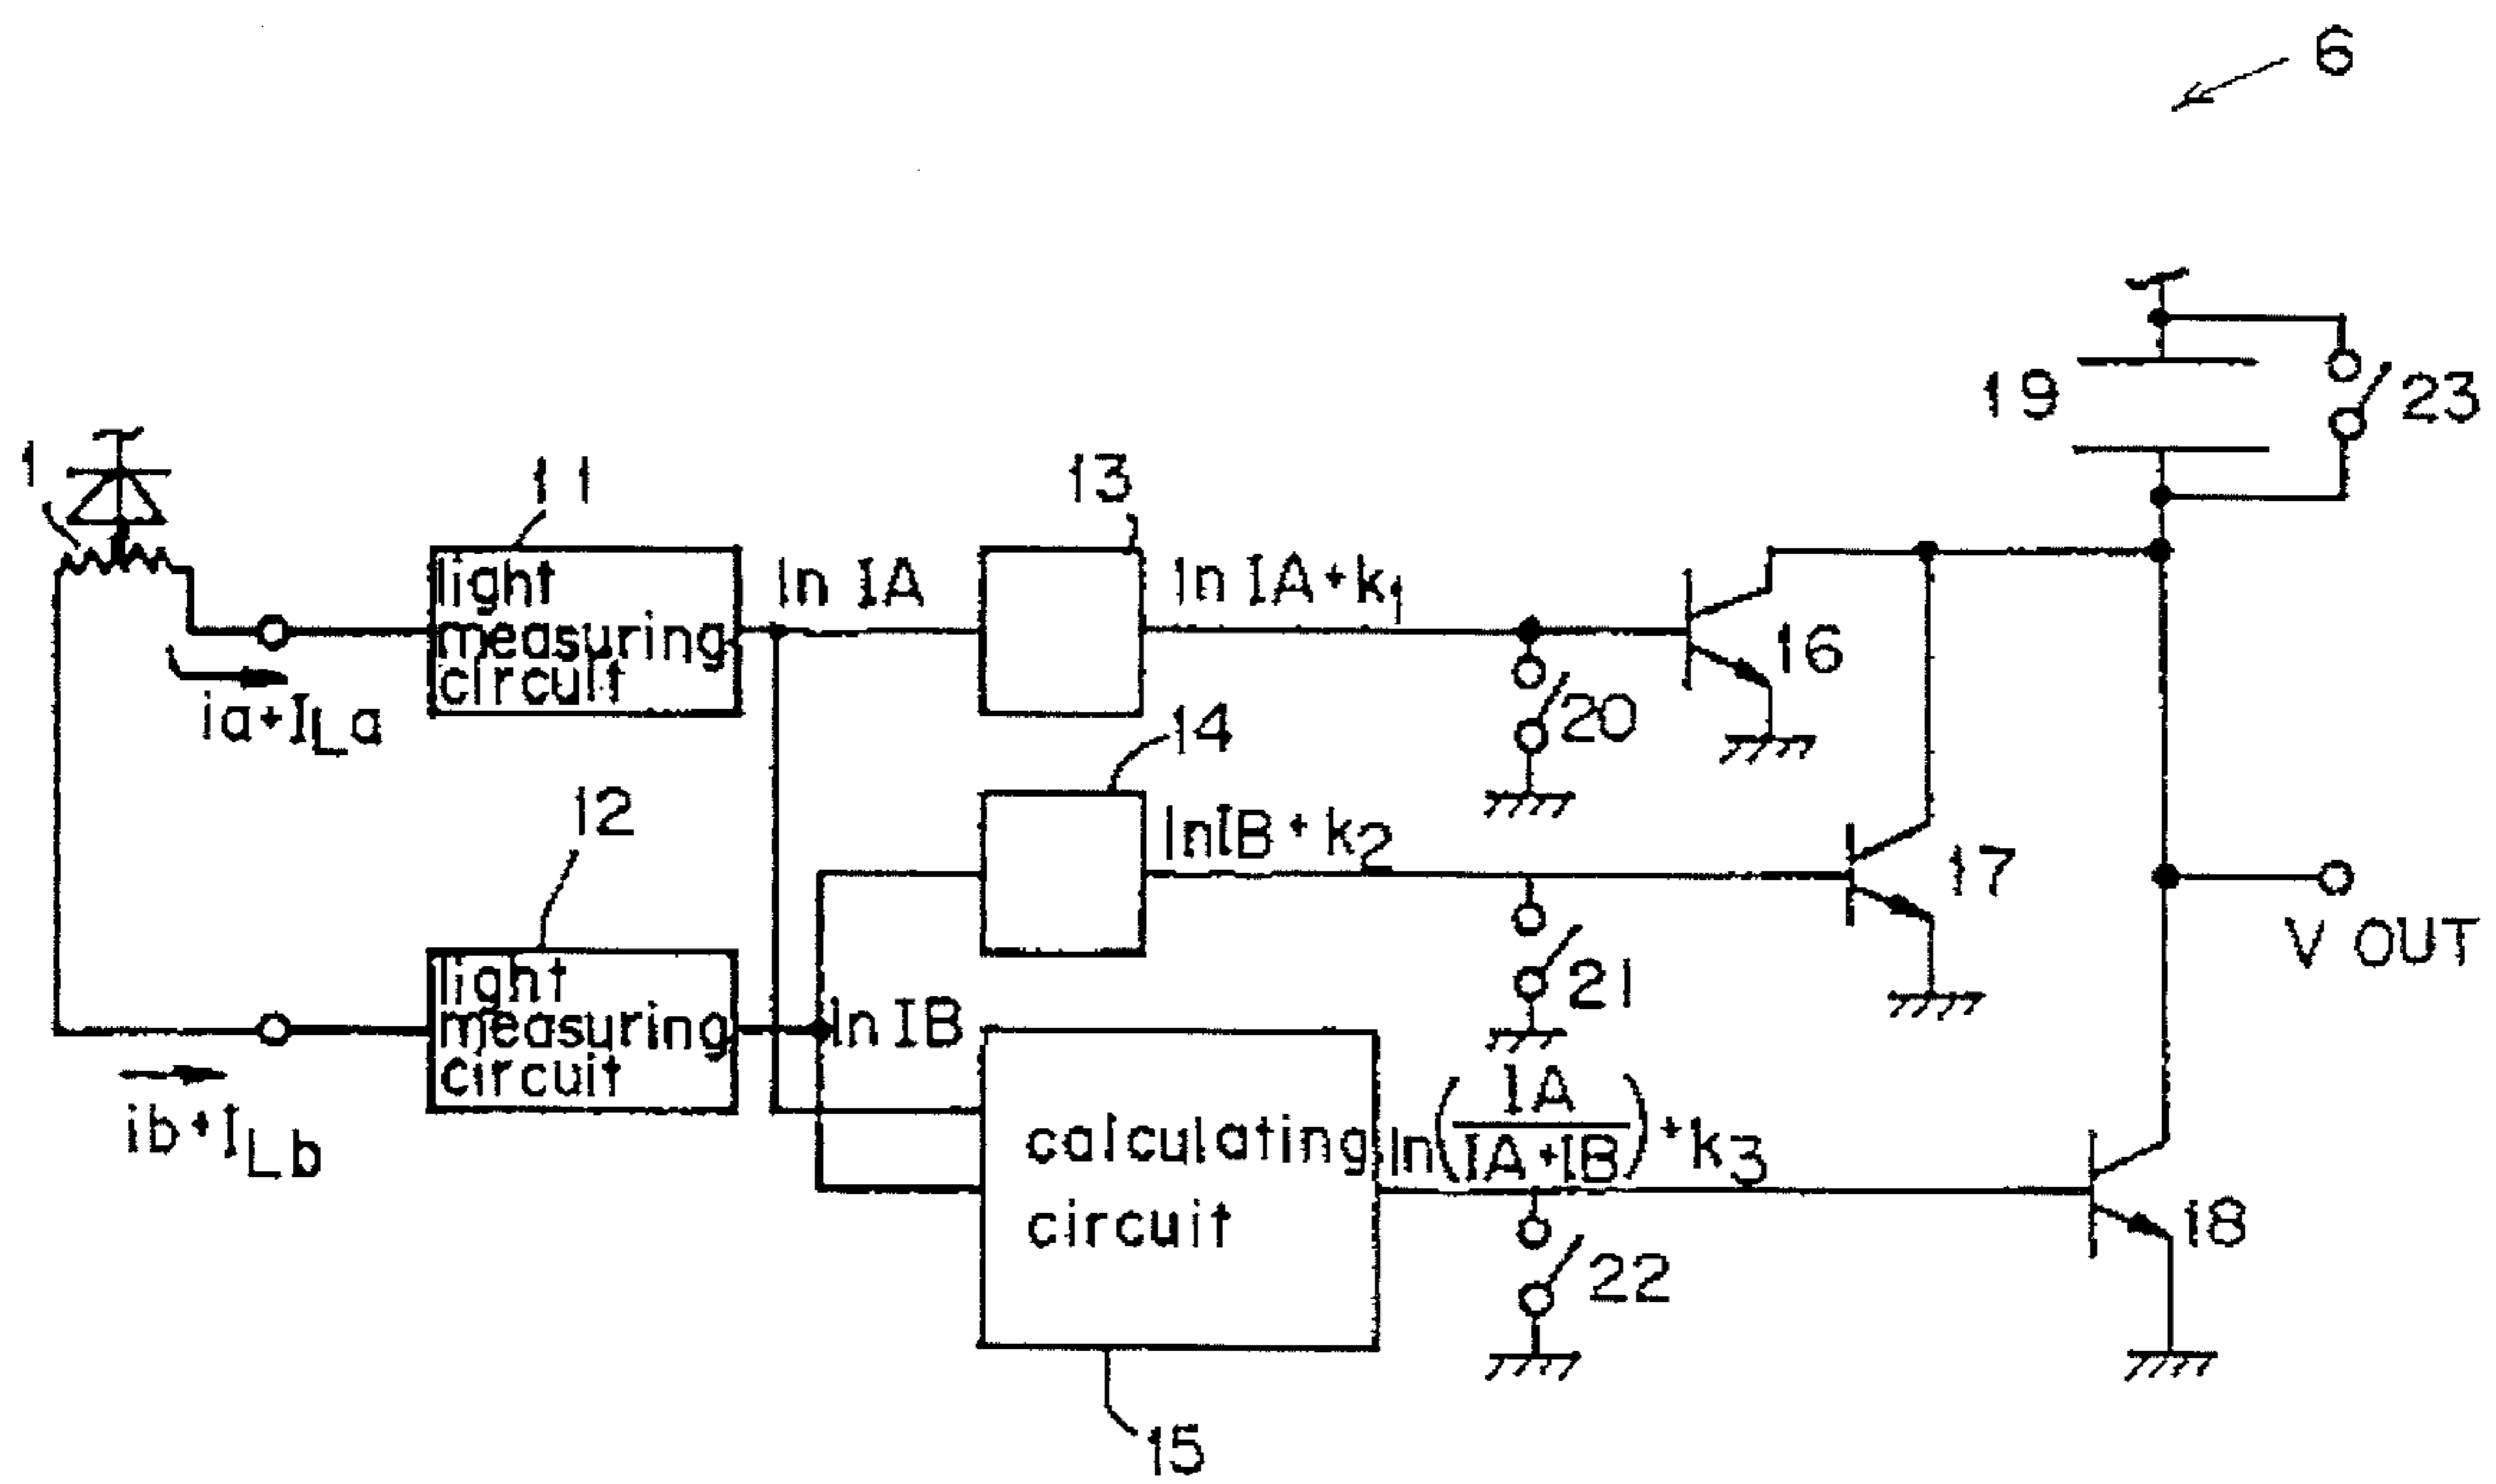 6
19
23
1
11
13
light
measuring
circuit
ln IA
ln IA+k1
16
ia+ILa
20
14
12
lnIB+k2
17
V OUT
light
measuring
circuit
in IB
21
ib+ILb
calculating
circuit
ln(IA/IA+IB)+k3
18
22
15